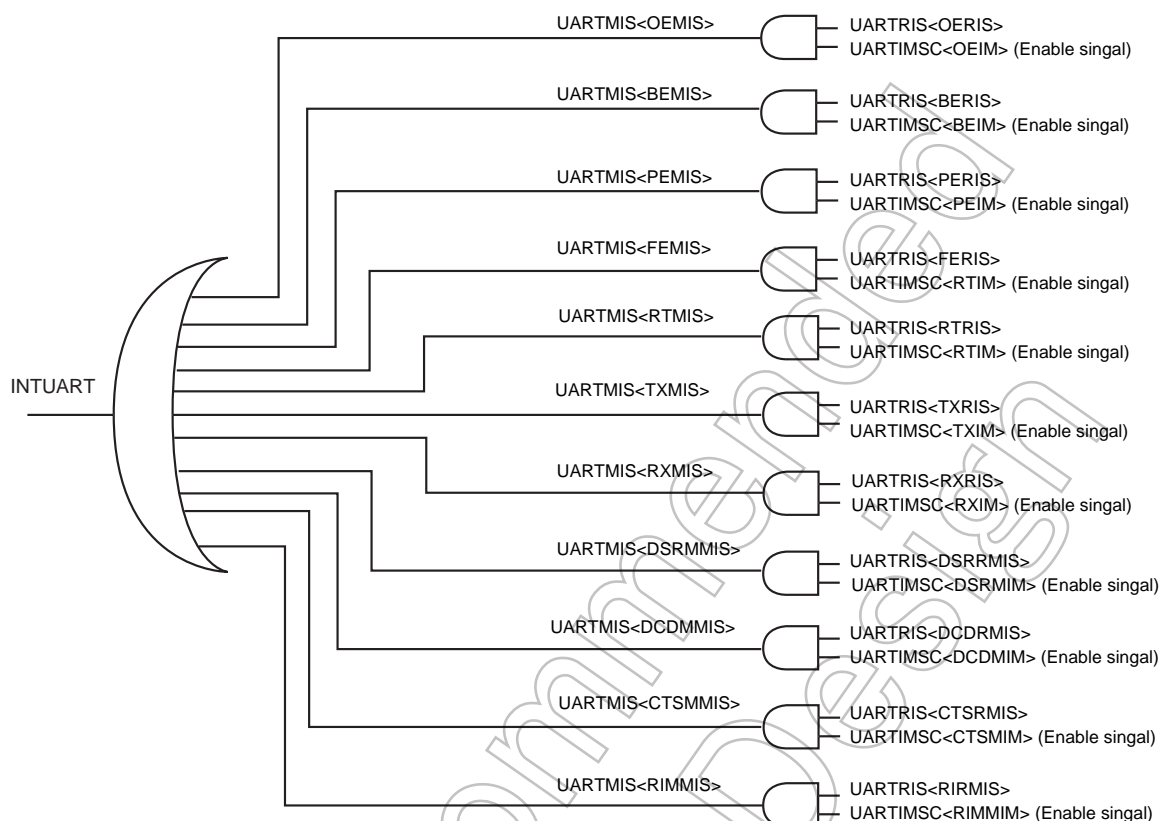 UARTMIS<OEMIS>
UARTRIS<OERIS>
UARTIMSC<OEIM> (Enable singal)
UARTMIS<BEMIS>
UARTRIS<BERIS>
UARTIMSC<BEIM> (Enable singal)
UARTMIS<PEMIS>
UARTRIS<PERIS>
UARTIMSC<PEIM> (Enable singal)
UARTMIS<FEMIS>
UARTRIS<FERIS>
UARTIMSC<RTIM> (Enable singal)
UARTMIS<RTMIS>
UARTRIS<RTRIS>
UARTIMSC<RTIM> (Enable singal)
INTUART
UARTMIS<TXMIS>
UARTRIS<TXRIS>
UARTIMSC<TXIM> (Enable singal)
UARTMIS<RXMIS>
UARTRIS<RXRIS>
UARTIMSC<RXIM> (Enable singal)
UARTMIS<DSRMMIS>
UARTRIS<DSRRMIS>
UARTIMSC<DSRMIM> (Enable singal)
UARTMIS<DCDMMIS>
UARTRIS<DCDRMIS>
UARTIMSC<DCDMIM> (Enable singal)
UARTMIS<CTSMMIS>
UARTRIS<CTSRMIS>
UARTIMSC<CTSMIM> (Enable singal)
UARTMIS<RIMMIS>
UARTRIS<RIRMIS>
UARTIMSC<RIMMIM> (Enable singal)
ommended
Design